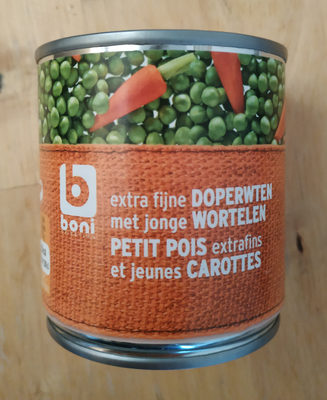 boni
extra fijne DOPERWTEN
met jonge WORTELEN
PETIT POIS extrafins
et jeunes CAROTTES